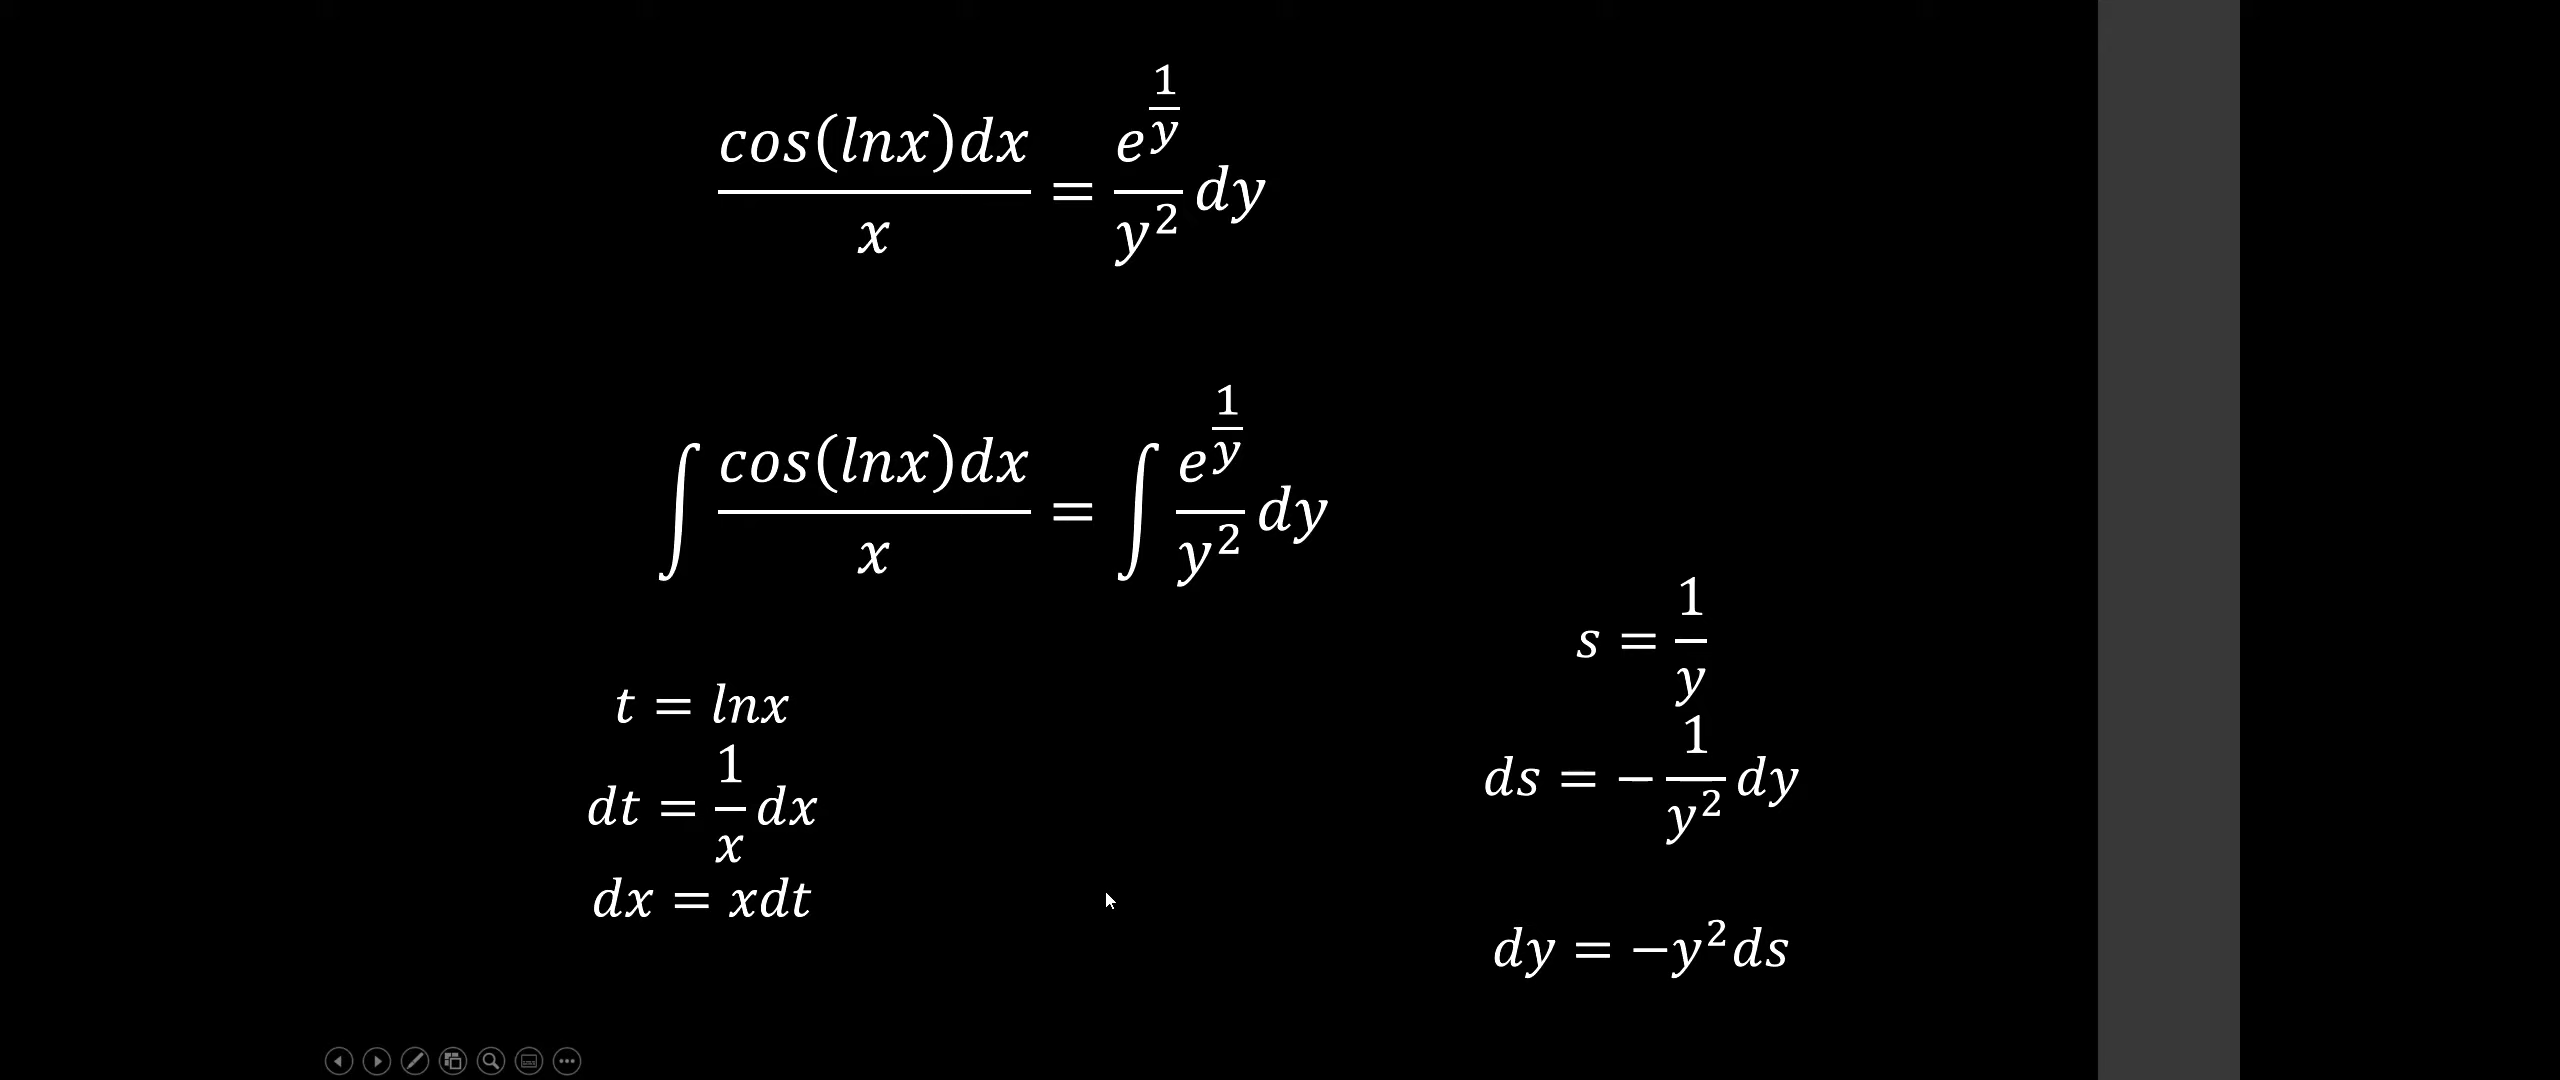 cos(lnx)dx / x = e^(1/y) / y² dy
∫ cos(lnx)dx / x = ∫ e^(1/y) / y² dy
t = lnx
dt = 1/x dx
dx = xdt
s = 1/y
ds = − 1/y² dy
dy = −y²ds